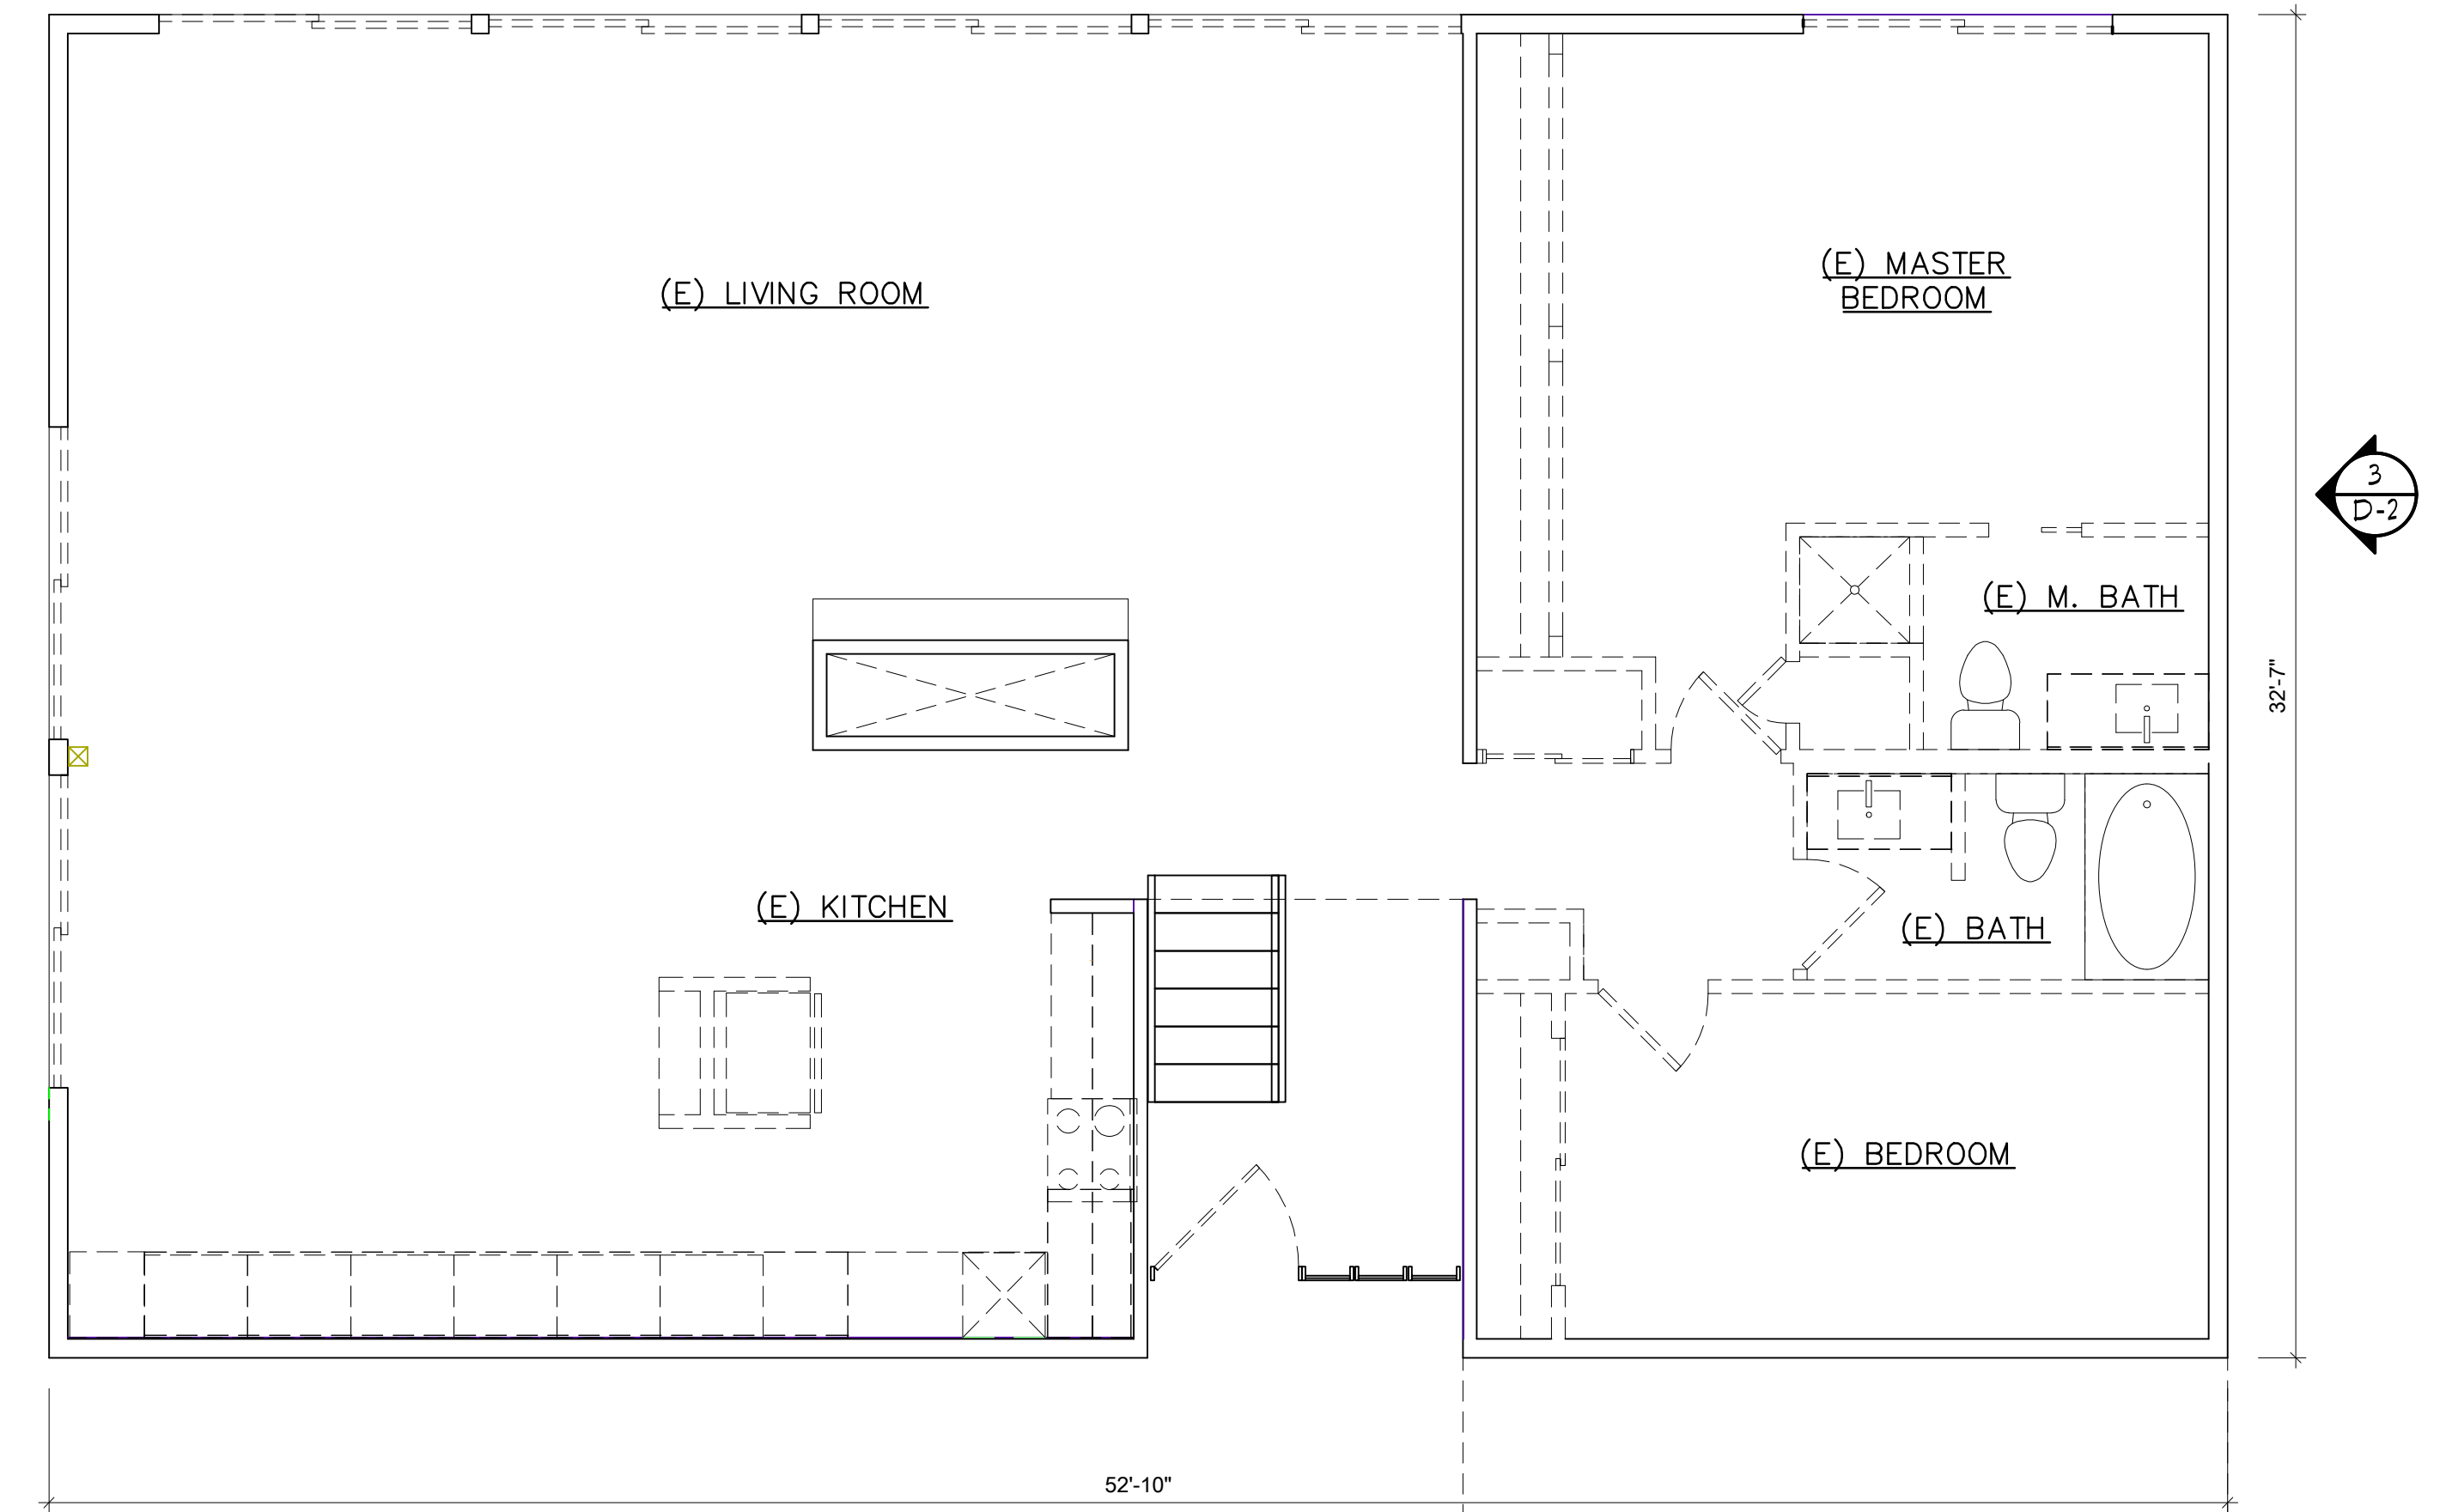 (E) LIVING ROOM
(E) MASTER
BEDROOM
3
D-2
(E) M. BATH
32'-7"
(E) KITCHEN
(E) BATH
(E) BEDROOM
52'-10"